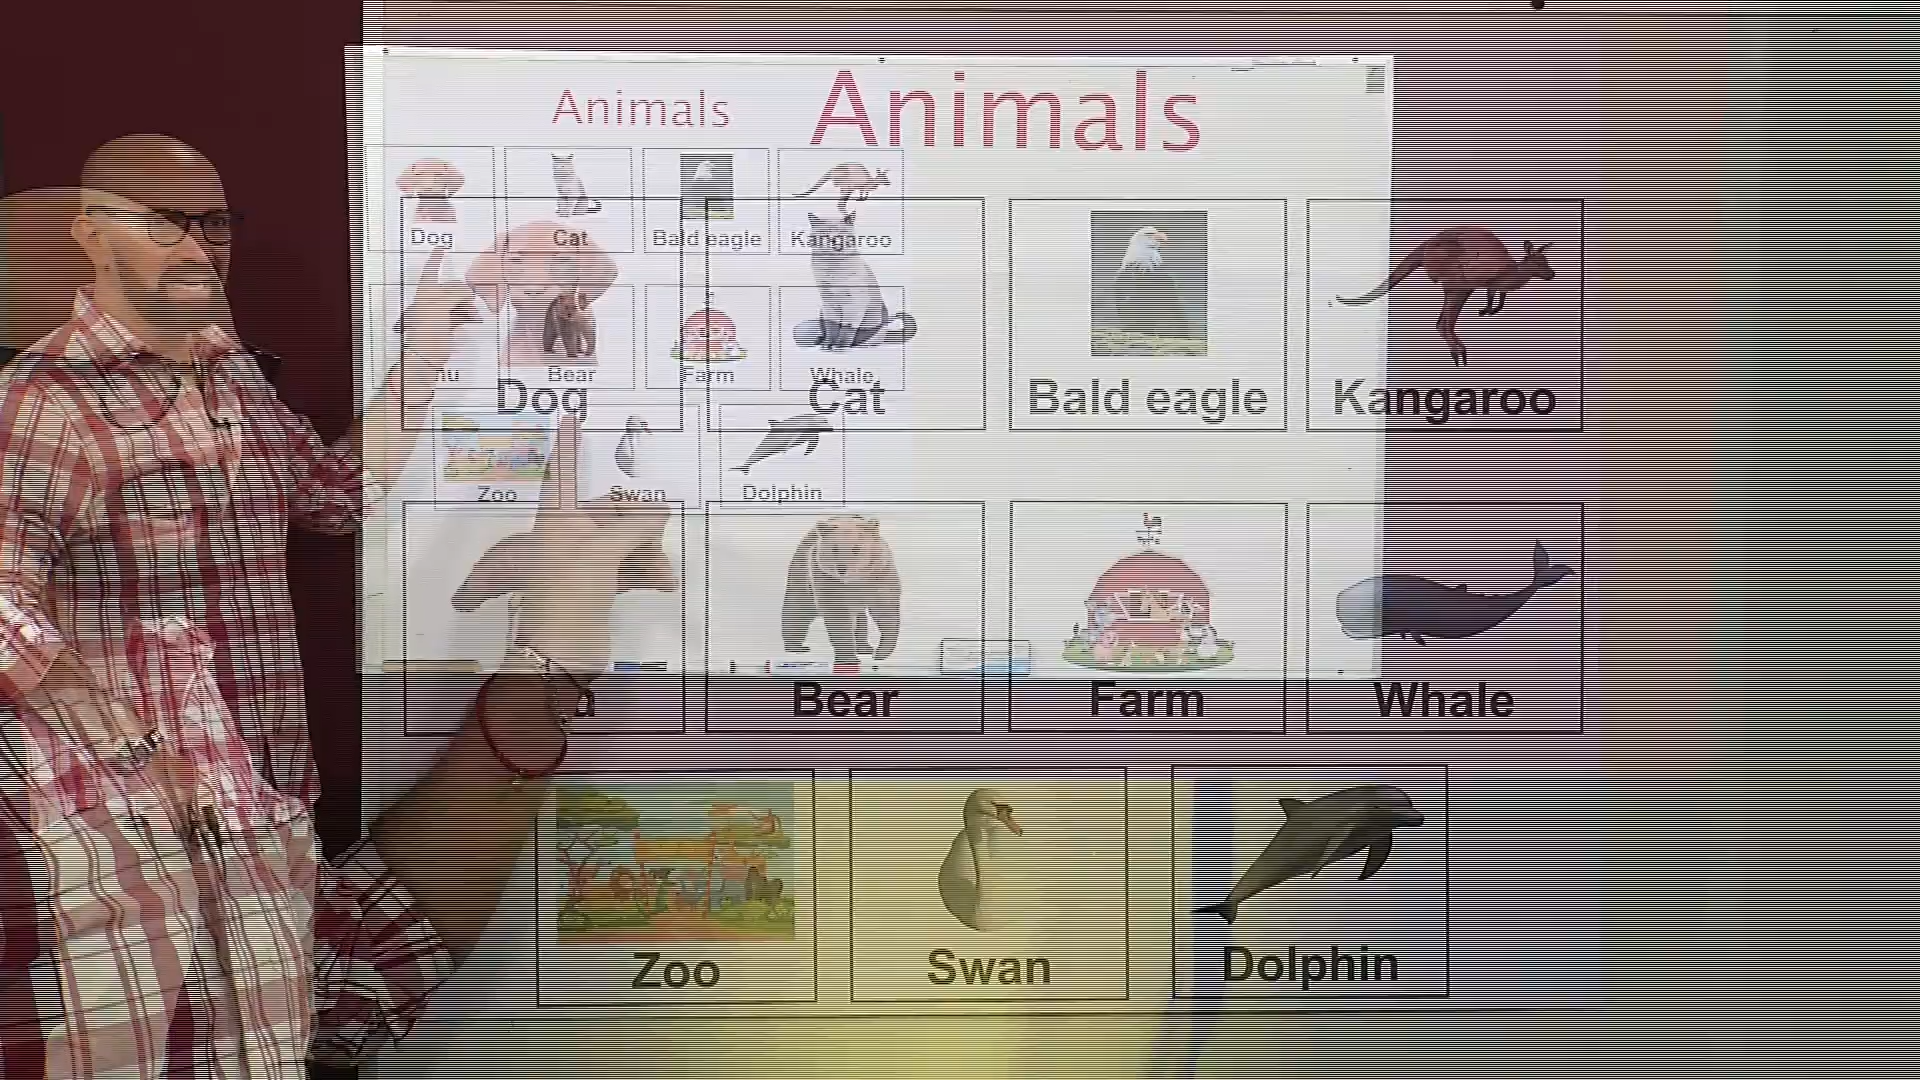 Animals
Dog Cat Bald eagle Kangaroo
Bear Farm Whale
Zoo Swan Dolphin
Animals
Dog Cat Bald eagle Kangaroo
Bear Farm Whale
Zoo Swan Dolphin